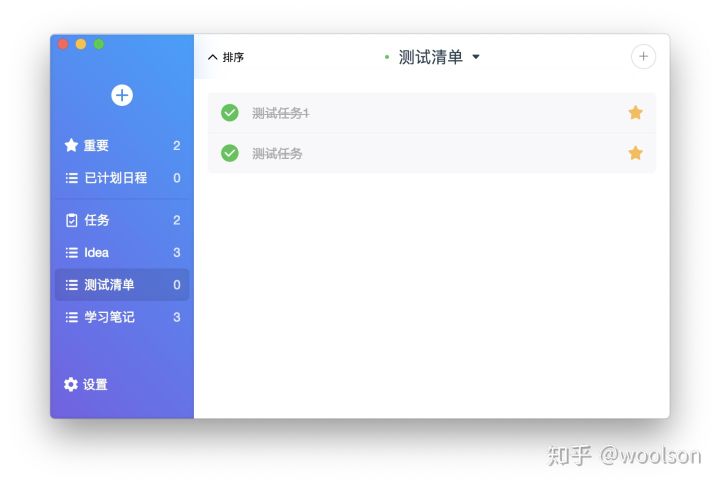 排序
测试清单
重要 2
已计划日程 0
任务 2
Idea 3
测试清单 0
学习笔记 3
设置
测试任务1
测试任务
知乎 @woolson